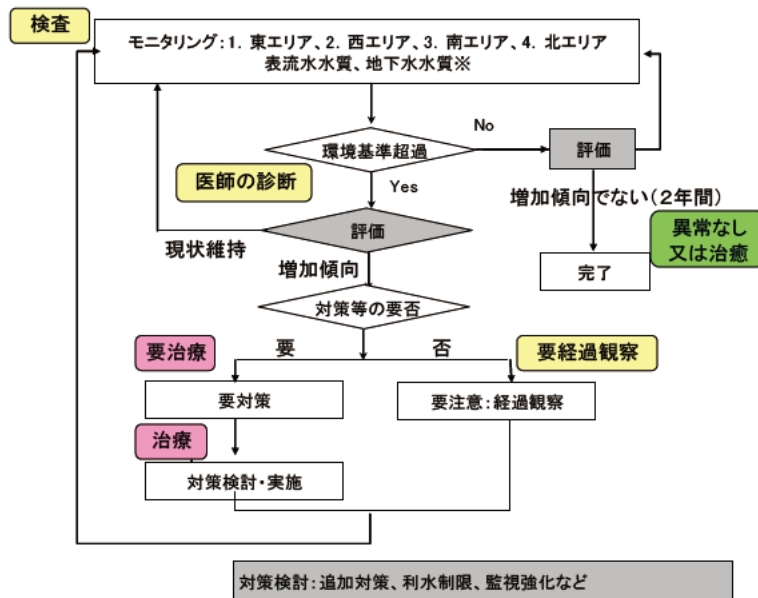 検査
モニタリング：1．東エリア、2．西エリア、3．南エリア、4．北エリア
表流水水質、地下水水質※
環境基準超過
No
評価
医師の診断
Yes
増加傾向でない（２年間）
評価
異常なし
又は治癒
現状維持
完了
増加傾向
対策等の要否
要治療
要
否
要経過観察
要対策
要注意：経過観察
治療
対策検討・実施
対策検討：追加対策、利水制限、監視強化など